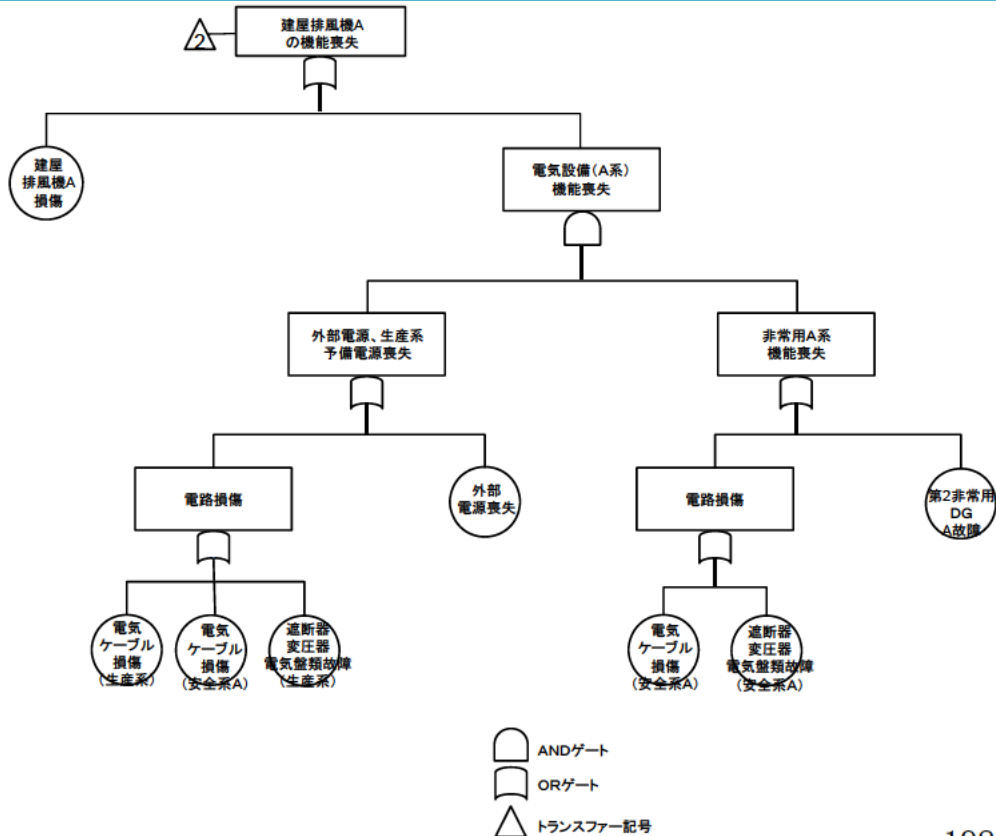 2
建屋排風機A
の機能喪失
建屋
排風機A
損傷
電気設備(A系)
機能喪失
外部電源、生産系
予備電源喪失
非常用A系
機能喪失
電路損傷
外部
電源喪失
電路損傷
第2非常用
DG
A故障
電気
ケーブル
損傷
(生産系)
電気
ケーブル
損傷
(安全系A)
遮断器
変圧器
電気盤類故障
(生産系)
電気
ケーブル
損傷
(安全系A)
遮断器
変圧器
電気盤類故障
(安全系A)
ANDゲート
ORゲート
トランスファー記号